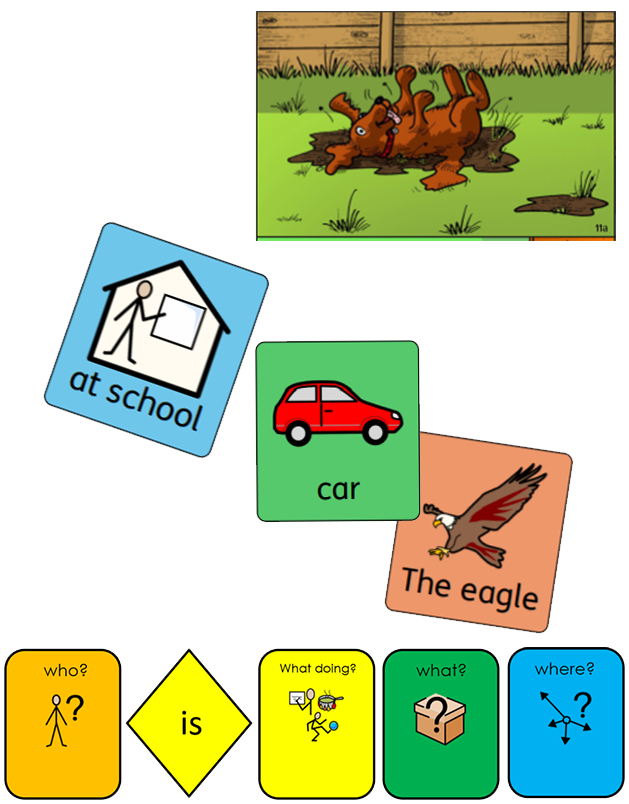 11a
at school
car
The eagle
who?
is
What doing?
what?
where?
?
?
?